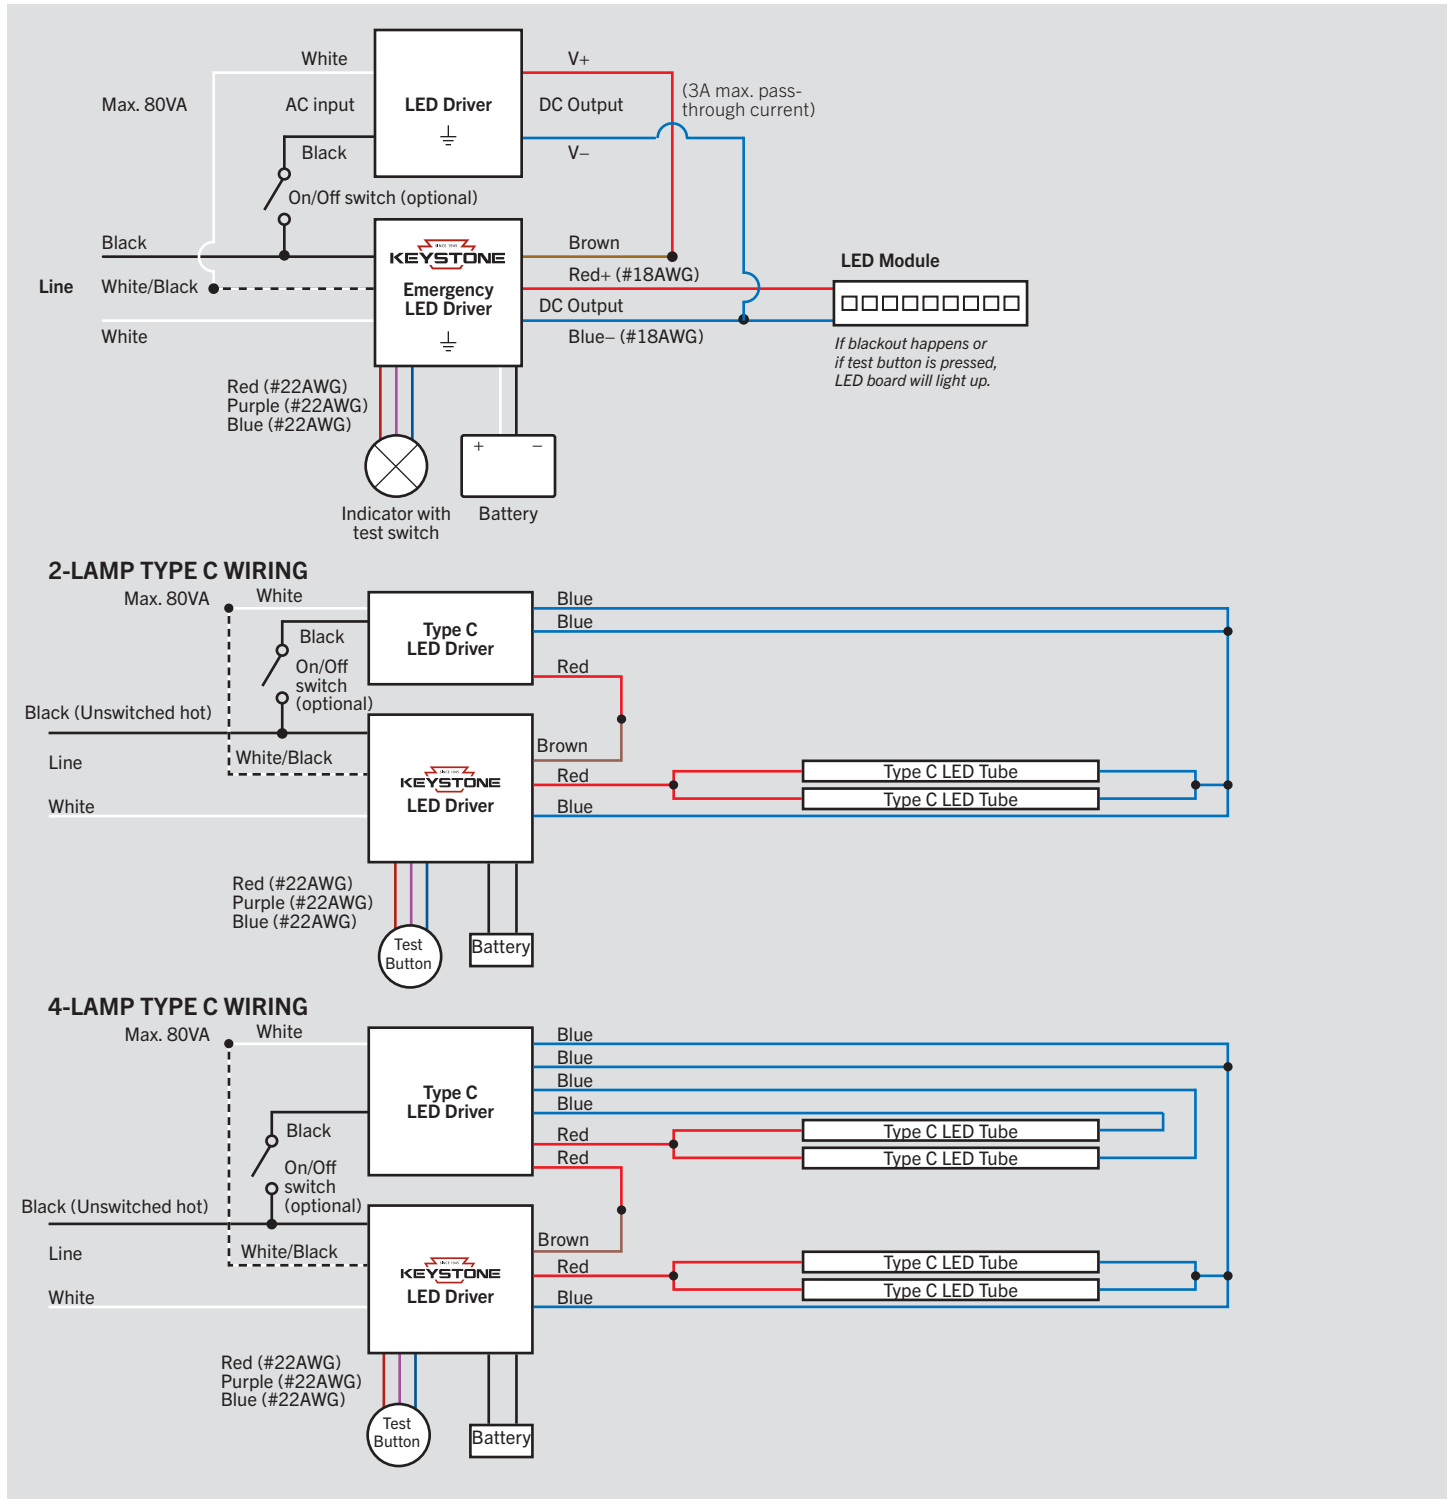 White
V+
Max. 80VA
AC input
LED Driver
DC Output
(3A max. pass-
through current)
Black
V–
On/Off switch (optional)
Black
SINCE 1945
KEYSTONE
Brown
LED Module
Line
White/Black
Emergency
LED Driver
Red+ (#18AWG)
DC Output
White
Blue– (#18AWG)
If blackout happens or
if test button is pressed,
LED board will light up.
Red (#22AWG)
Purple (#22AWG)
Blue (#22AWG)
+ –
Indicator with
test switch
Battery
2-LAMP TYPE C WIRING
Max. 80VA
White
Type C
LED Driver
Blue
Blue
Black
Red
On/Off
switch
(optional)
Black (Unswitched hot)
Line
White/Black
Brown
SINCE 1945
KEYSTONE
LED Driver
Red
Type C LED Tube
Type C LED Tube
White
Blue
Red (#22AWG)
Purple (#22AWG)
Blue (#22AWG)
Test
Button
Battery
4-LAMP TYPE C WIRING
Max. 80VA
White
Type C
LED Driver
Blue
Blue
Blue
Blue
Type C LED Tube
Black
Red
Red
Type C LED Tube
On/Off
switch
(optional)
Black (Unswitched hot)
Line
White/Black
Brown
SINCE 1945
KEYSTONE
LED Driver
Red
Type C LED Tube
Type C LED Tube
White
Blue
Red (#22AWG)
Purple (#22AWG)
Blue (#22AWG)
Test
Button
Battery